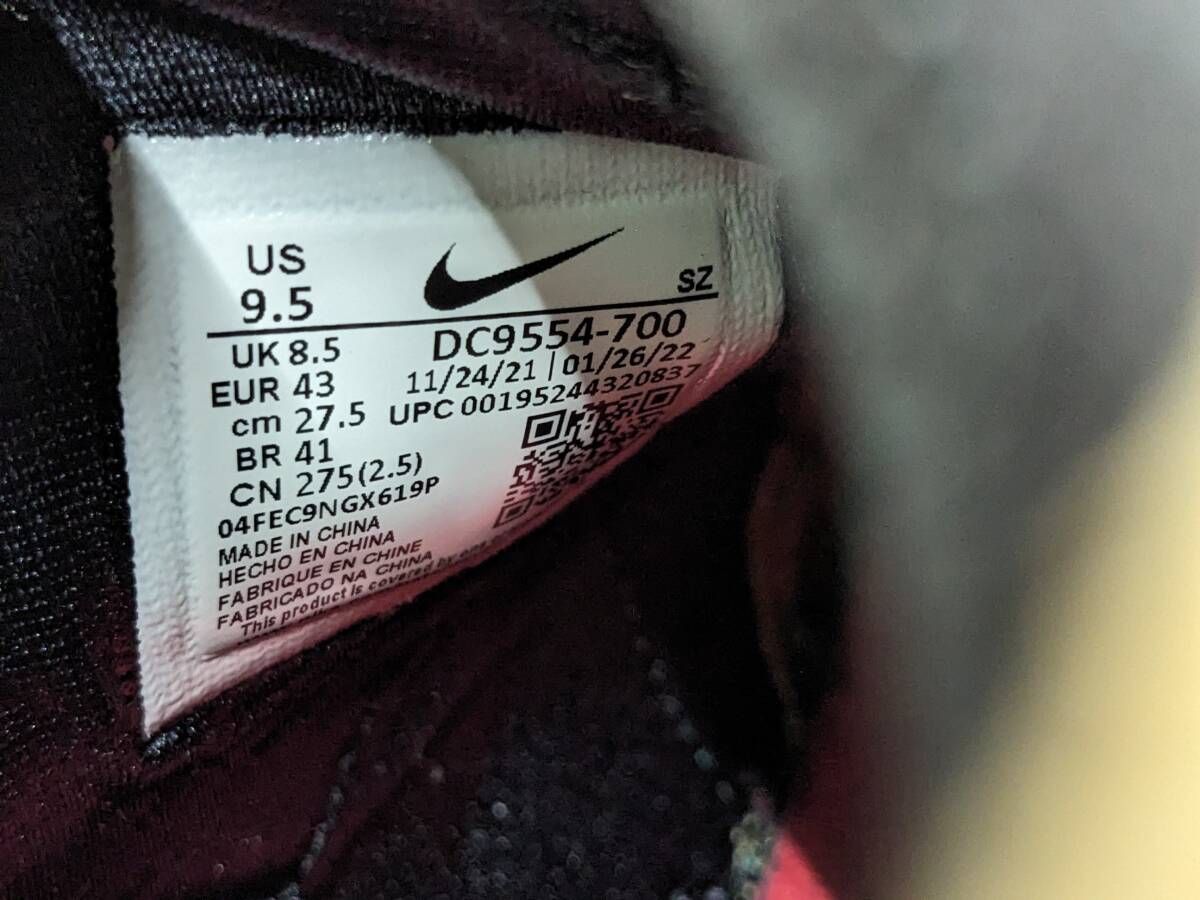 US
9.5
SZ
UK 8.5
DC9554-700
EUR 43
11/24/21 | 01/26/22
cm 27.5
UPC 00195244320837
BR 41
CN 275(2.5)
04FEC9NGX619P
MADE IN CHINA
HECHO EN CHINA
FABRIQUE EN CHINE
FABRICADO NA CHINA
This product is covered by one